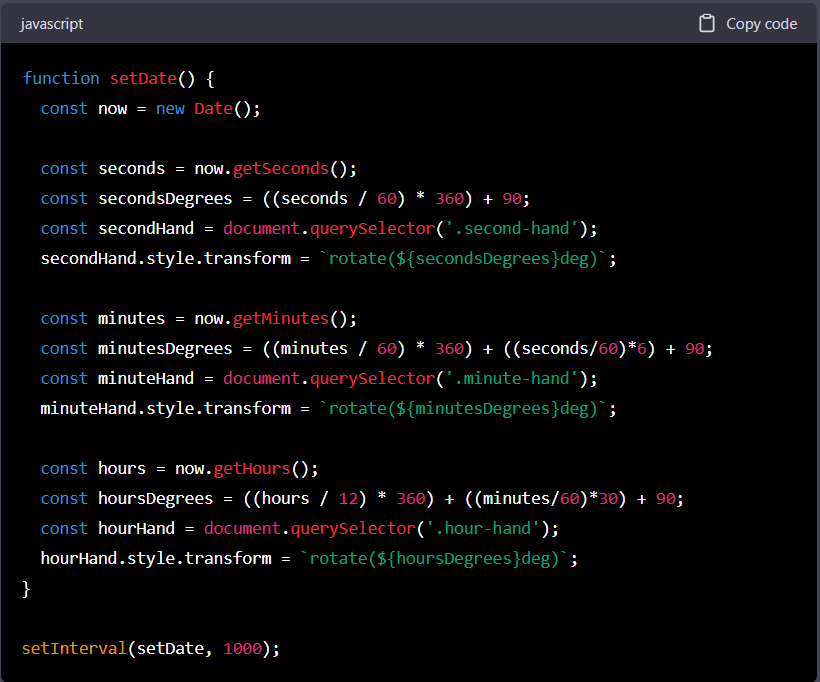 javascript
Copy code
function setDate() {
  const now = new Date();

  const seconds = now.getSeconds();
  const secondsDegrees = ((seconds / 60) * 360) + 90;
  const secondHand = document.querySelector('.second-hand');
  secondHand.style.transform = `rotate(${secondsDegrees}deg)`;

  const minutes = now.getMinutes();
  const minutesDegrees = ((minutes / 60) * 360) + ((seconds/60)*6) + 90;
  const minuteHand = document.querySelector('.minute-hand');
  minuteHand.style.transform = `rotate(${minutesDegrees}deg)`;

  const hours = now.getHours();
  const hoursDegrees = ((hours / 12) * 360) + ((minutes/60)*30) + 90;
  const hourHand = document.querySelector('.hour-hand');
  hourHand.style.transform = `rotate(${hoursDegrees}deg)`;
}

setInterval(setDate, 1000);